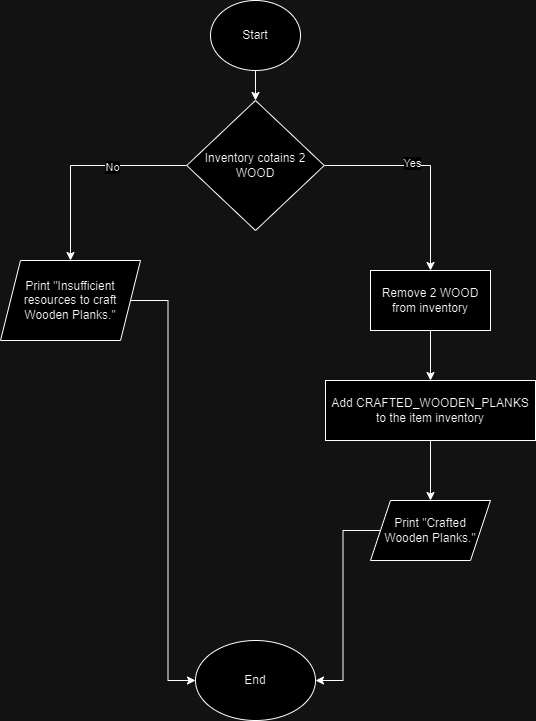 Start
Inventory cotains 2
WOOD
No
Yes
Print "Insufficient
resources to craft
Wooden Planks."
Remove 2 WOOD
from inventory
Add CRAFTED_WOODEN_PLANKS
to the item inventory
Print "Crafted
Wooden Planks."
End